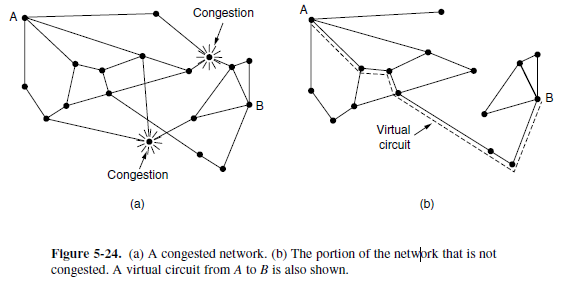 Congestion
A
B
Congestion
(a)
A
B
Virtual
circuit
(b)
Figure 5-24. (a) A congested network. (b) The portion of the network that is not
congested. A virtual circuit from A to B is also shown.